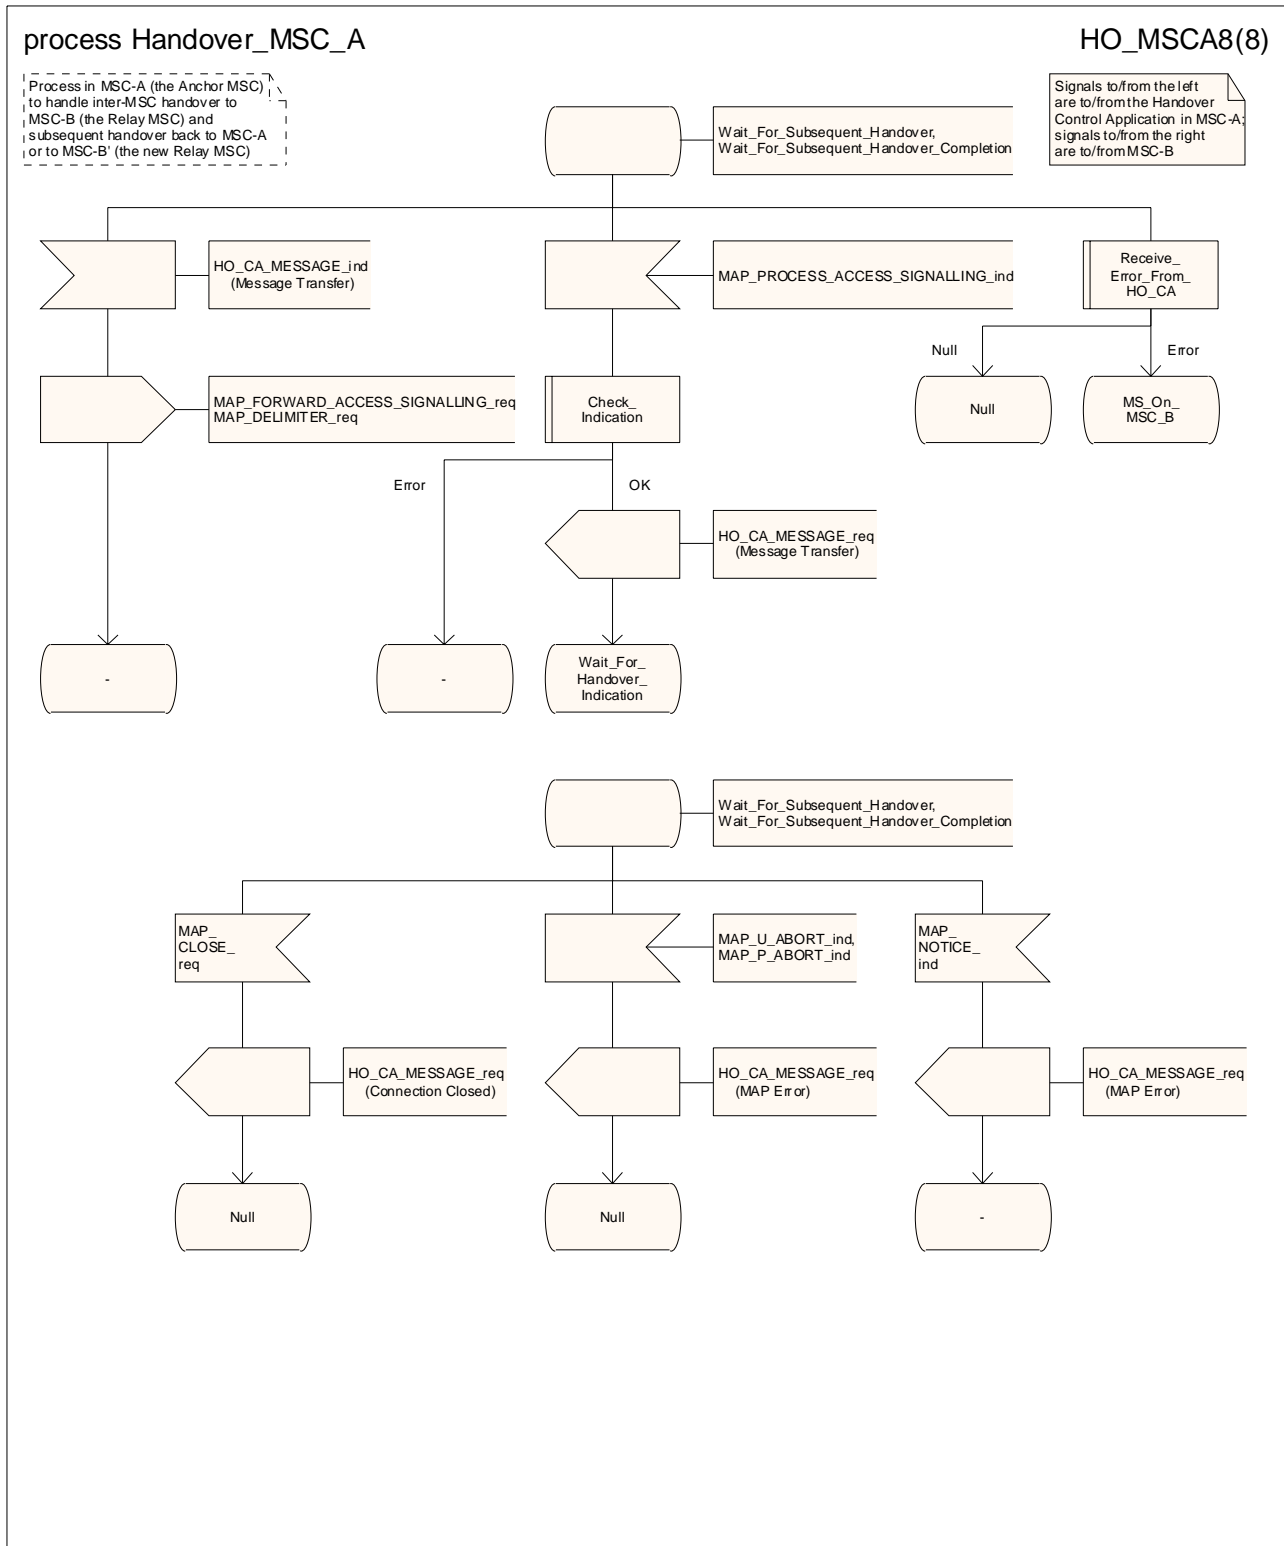 process Handover_MSC_A
HO_MSCA8(8)
Process in MSC-A (the Anchor MSC)
to handle inter-MSC handover to
MSC-B (the Relay MSC) and
subsequent handover back to MSC-A
or to MSC-B' (the new Relay MSC)
Signals to/from the left
are to/from the Handover
Control Application in MSC-A;
signals to/from the right
are to/from MSC-B
Wait_For_Subsequent_Handover,
Wait_For_Subsequent_Handover_Completion
HO_CA_MESSAGE_ind
(Message Transfer)
MAP_PROCESS_ACCESS_SIGNALLING_ind
Receive_
Error_From_
HO_CA
Null
Error
MAP_FORWARD_ACCESS_SIGNALLING_req
MAP_DELIMITER_req
Check_
Indication
Null
MS_On_
MSC_B
Error
OK
HO_CA_MESSAGE_req
(Message Transfer)
-
-
Wait_For_
Handover_
Indication
Wait_For_Subsequent_Handover,
Wait_For_Subsequent_Handover_Completion
MAP_
CLOSE_
req
MAP_U_ABORT_ind,
MAP_P_ABORT_ind
MAP_
NOTICE_
ind
HO_CA_MESSAGE_req
(Connection Closed)
HO_CA_MESSAGE_req
(MAP Error)
HO_CA_MESSAGE_req
(MAP Error)
Null
Null
-